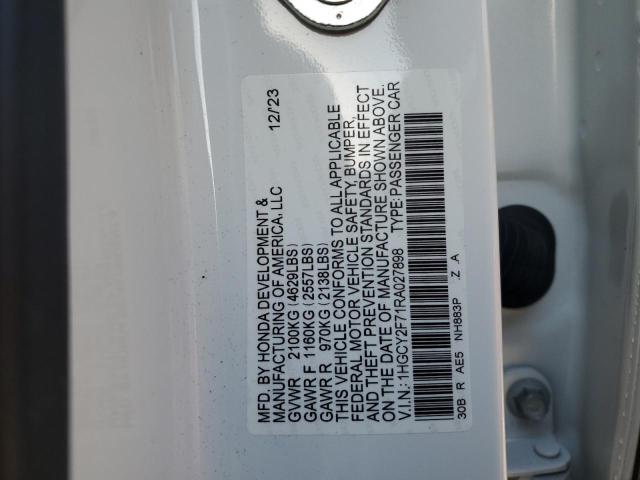 MFD. BY HONDA DEVELOPMENT &
MANUFACTURING OF AMERICA, LLC 12/'23
GVWR 2100KG (4629LBS)
GAWR F 1160KG (2557LBS)
GAWR R 970KG (2138LBS)
THIS VEHICLE CONFORMS TO ALL APPLICABLE
FEDERAL MOTOR VEHICLE SAFETY, BUMPER,
AND THEFT PREVENTION STANDARDS IN EFFECT
ON THE DATE OF MANUFACTURE SHOWN ABOVE.
V.I.N.: 1HGCY2F71RA027898 TYPE: PASSENGER CAR
30B R AE5 NH883P Z A